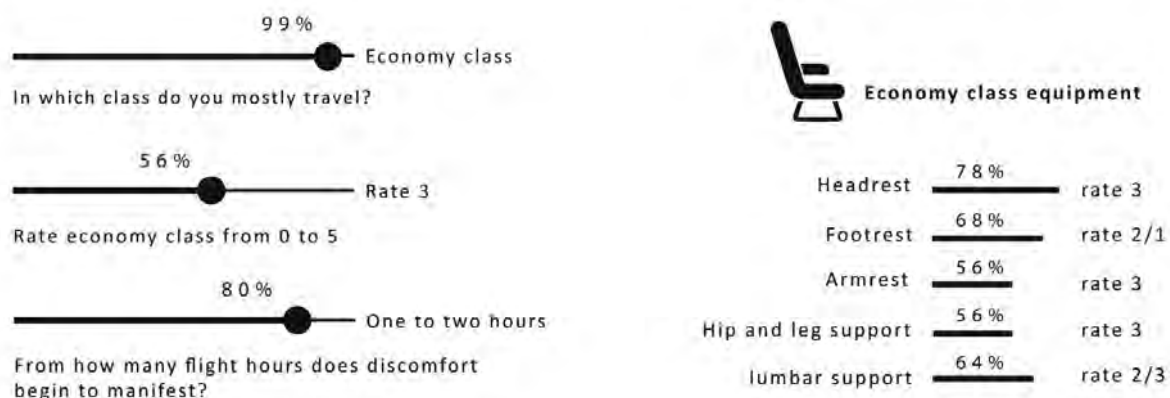 99%
Economy class
In which class do you mostly travel?
56%
Rate 3
Rate economy class from 0 to 5
80%
One to two hours
From how many flight hours does discomfort
begin to manifest?
Economy class equipment
Headrest 78% rate 3
Footrest 68% rate 2/1
Armrest 56% rate 3
Hip and leg support 56% rate 3
lumbar support 64% rate 2/3